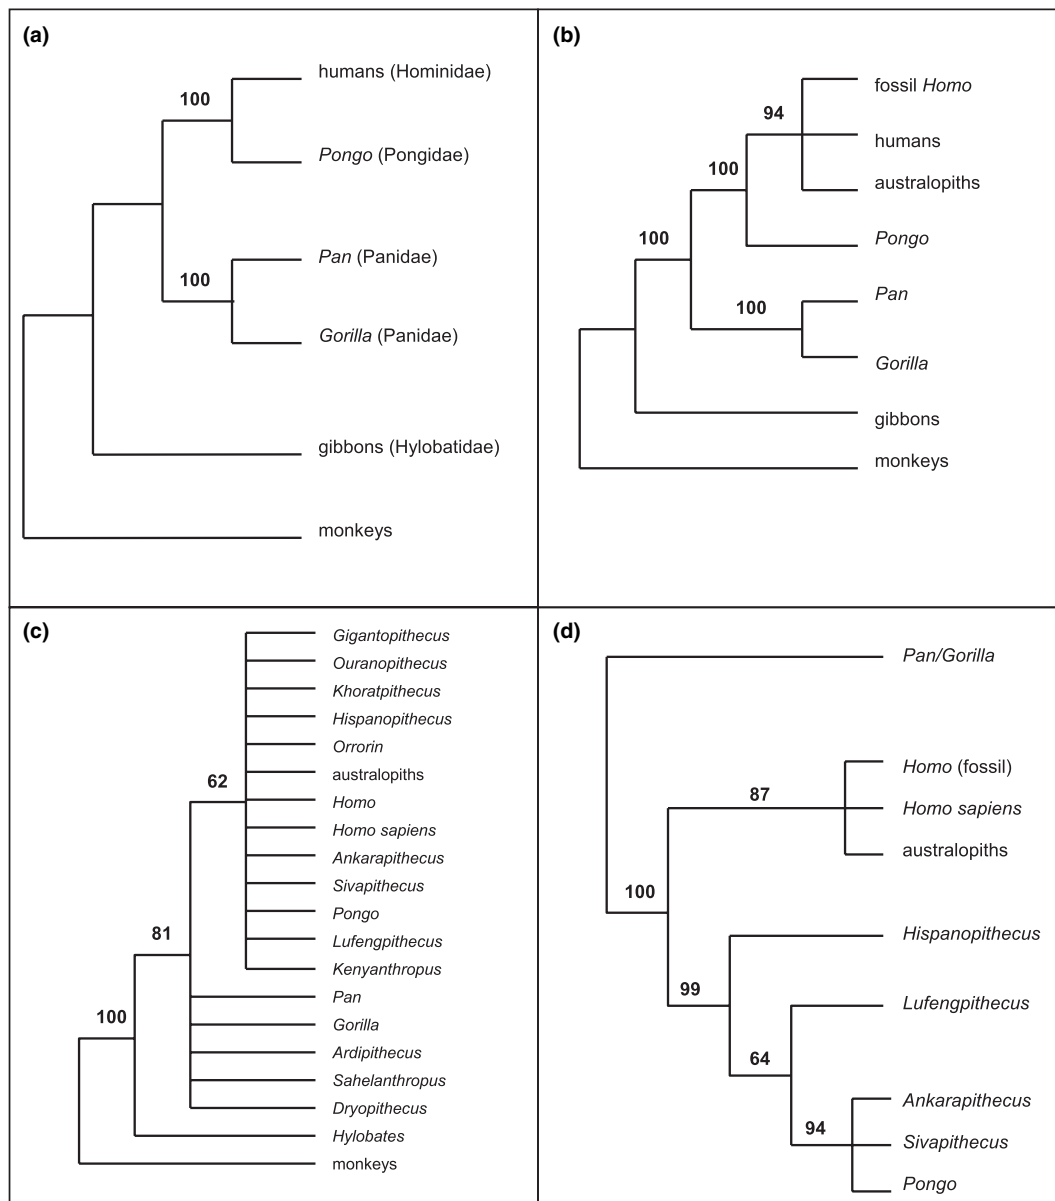 (a)
100
humans (Hominidae)
Pongo (Pongidae)
100
Pan (Panidae)
Gorilla (Panidae)
gibbons (Hylobatidae)
monkeys
(b)
94
fossil Homo
humans
100
australopiths
100
Pongo
100
Pan
Gorilla
gibbons
monkeys
(c)
Gigantopithecus
Ouranopithecus
Khoratpithecus
Hispanopithecus
Orrorin
62
australopiths
Homo
Homo sapiens
Ankarapithecus
Sivapithecus
Pongo
81
Lufengpithecus
Kenyanthropus
Pan
100
Gorilla
Ardipithecus
Sahelanthropus
Dryopithecus
Hylobates
monkeys
(d)
Pan/Gorilla
Homo (fossil)
87
Homo sapiens
australopiths
100
Hispanopithecus
99
Lufengpithecus
64
Ankarapithecus
94
Sivapithecus
Pongo